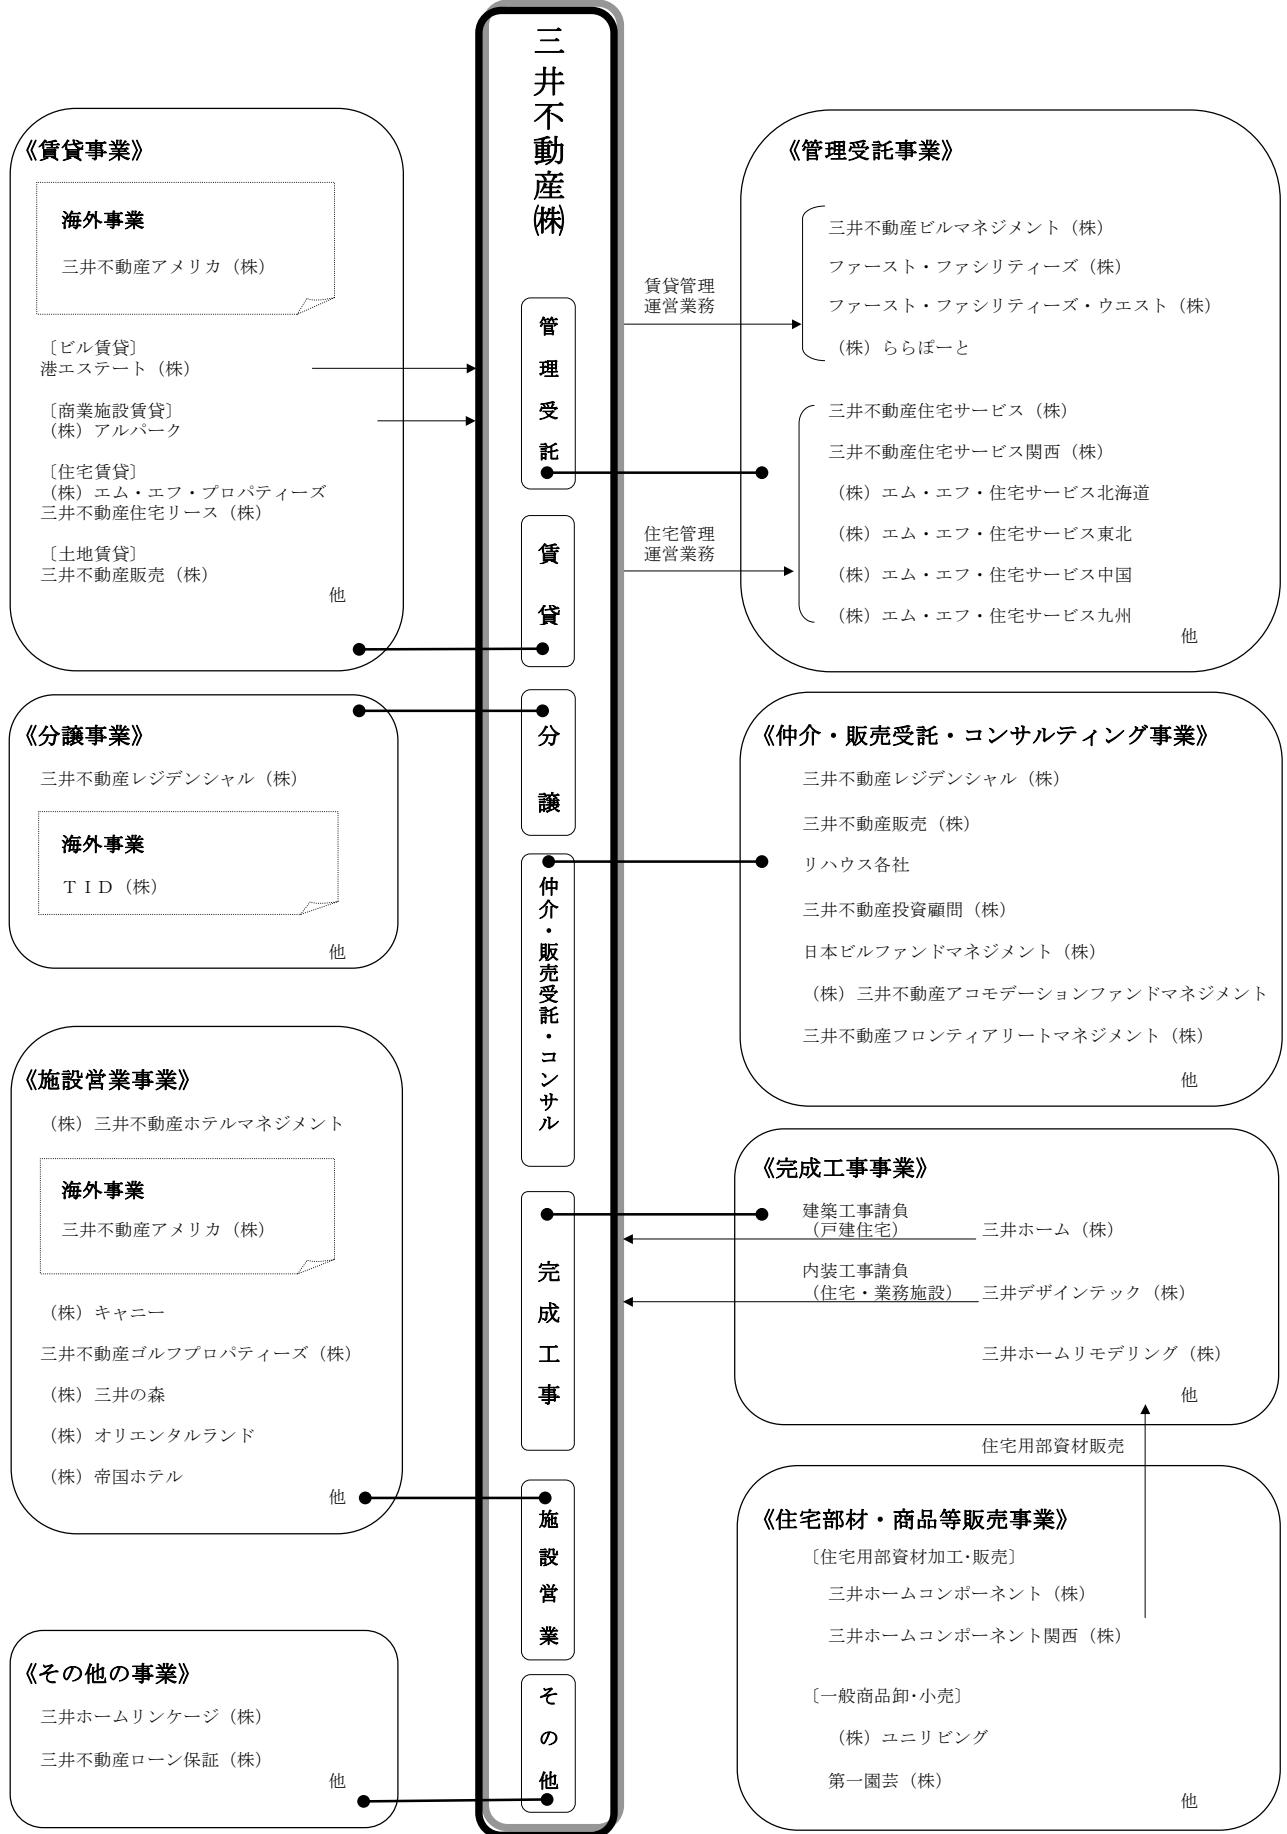 三井不動産㈱
管理受託
賃貸
分譲
仲介・販売受託・コンサル
完成工事
施設営業
その他
《賃貸事業》
海外事業
三井不動産アメリカ（株）
〔ビル賃貸〕
港エステート（株）
〔商業施設賃貸〕
（株）アルパーク
〔住宅賃貸〕
（株）エム・エフ・プロパティーズ
三井不動産住宅リース（株）
〔土地賃貸〕
三井不動産販売（株）
他
《分譲事業》
三井不動産レジデンシャル（株）
海外事業
ＴＩＤ（株）
他
《施設営業事業》
（株）三井不動産ホテルマネジメント
海外事業
三井不動産アメリカ（株）
（株）キャニー
三井不動産ゴルフプロパティーズ（株）
（株）三井の森
（株）オリエンタルランド
（株）帝国ホテル
他
《その他の事業》
三井ホームリンケージ（株）
三井不動産ローン保証（株）
他
賃貸管理
運営業務
住宅管理
運営業務
《管理受託事業》
三井不動産ビルマネジメント（株）
ファースト・ファシリティーズ（株）
ファースト・ファシリティーズ・ウエスト（株）
（株）ららぽーと
三井不動産住宅サービス（株）
三井不動産住宅サービス関西（株）
（株）エム・エフ・住宅サービス北海道
（株）エム・エフ・住宅サービス東北
（株）エム・エフ・住宅サービス中国
（株）エム・エフ・住宅サービス九州
他
《仲介・販売受託・コンサルティング事業》
三井不動産レジデンシャル（株）
三井不動産販売（株）
リハウス各社
三井不動産投資顧問（株）
日本ビルファンドマネジメント（株）
（株）三井不動産アコモデーションファンドマネジメント
三井不動産フロンティアリートマネジメント（株）
他
《完成工事事業》
建築工事請負
（戸建住宅）
三井ホーム（株）
内装工事請負
（住宅・業務施設）
三井デザインテック（株）
三井ホームリモデリング（株）
他
住宅用部資材販売
《住宅部材・商品等販売事業》
〔住宅用部資材加工･販売〕
三井ホームコンポーネント（株）
三井ホームコンポーネント関西（株）
〔一般商品卸･小売〕
（株）ユニリビング
第一園芸（株）
他